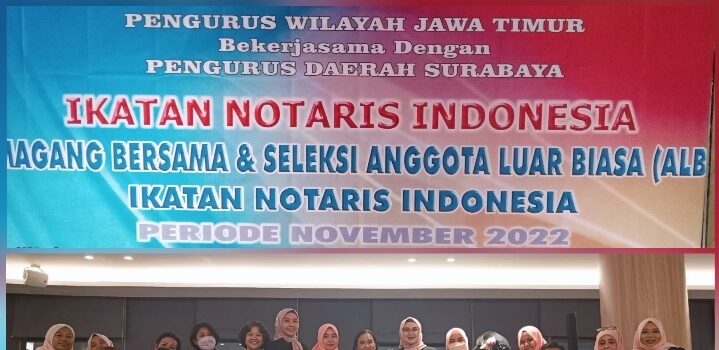 PENGURUS WILAYAH JAWA TIMUR
Bekerjasama Dengan
PENGURUS DAERAH SURABAYA
IKATAN NOTARIS INDONESIA
MAGANG BERSAMA & SELEKSI ANGGOTA LUAR BIASA (ALB
IKATAN NOTARIS INDONESIA
PERIODE NOVEMBER 2022